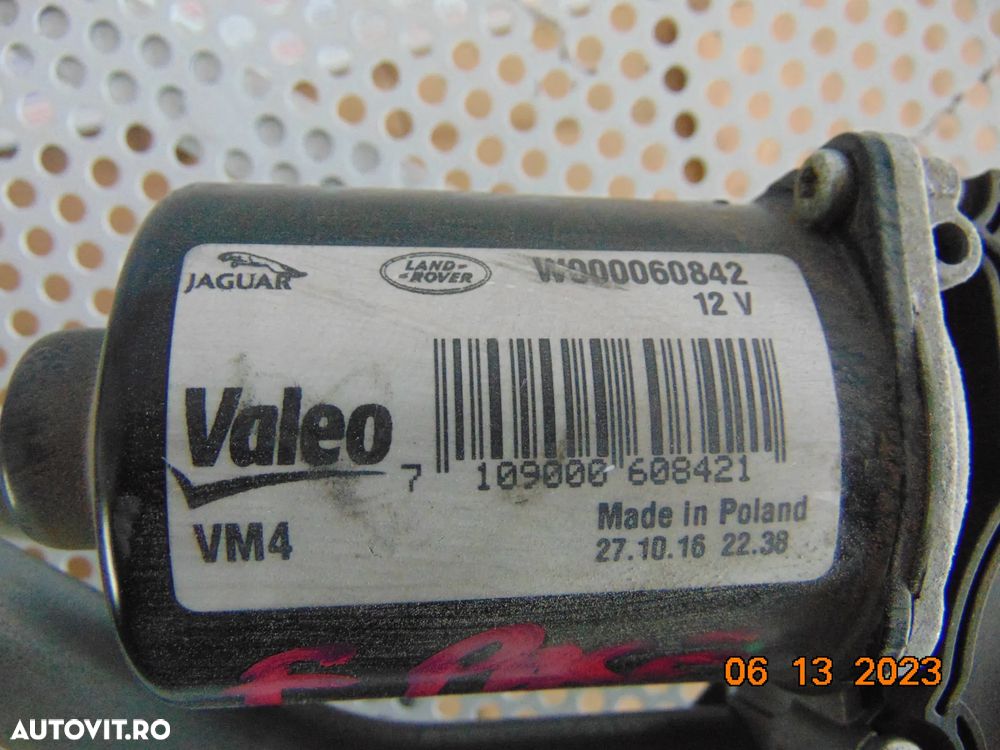 JAGUAR
LAND-
-ROVER
W000060842
12 V
Valeo
7 109000 608421
VM4
Made in Poland
27.10.16 22.38
F PACE
06 13 2023
AUTOVIT.RO